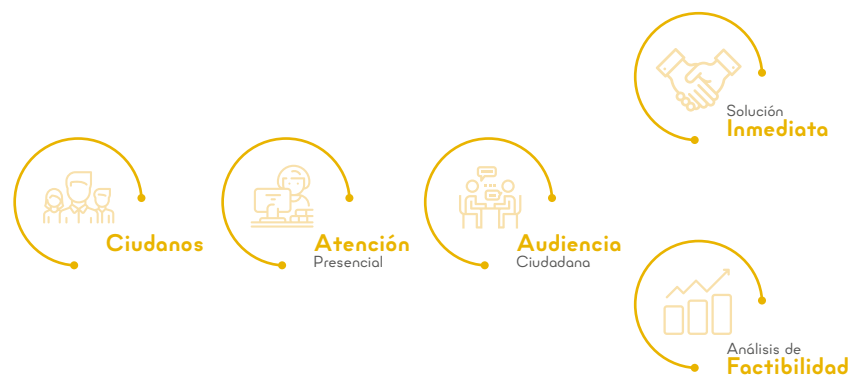 Solución
Inmediata
Ciudanos
Atención
Presencial
Audiencia
Ciudadana
Análisis de
Factibilidad